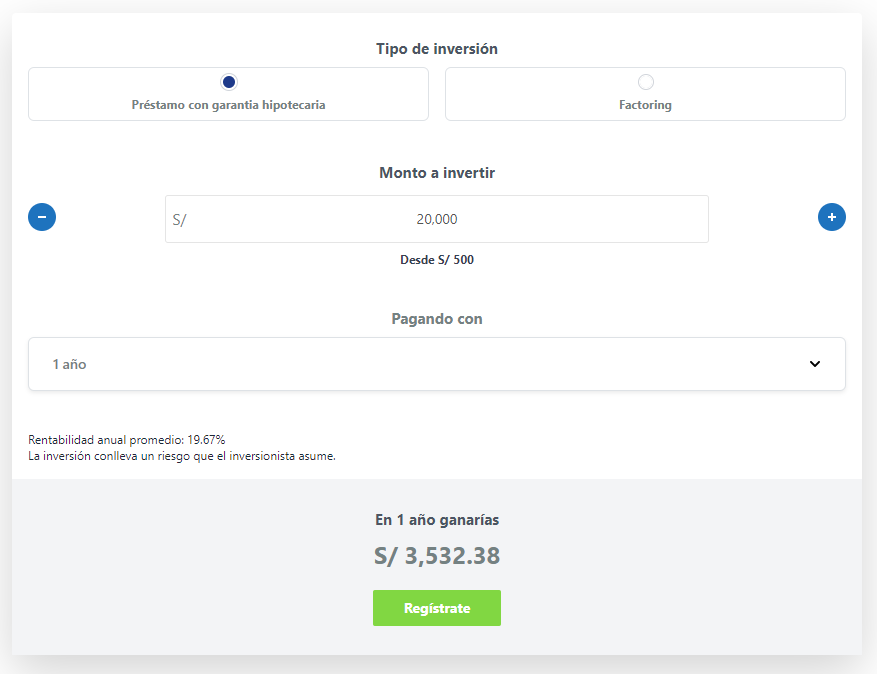 Tipo de inversión
Préstamo con garantia hipotecaria
Factoring
Monto a invertir
−
S/ 20,000
+
Desde S/ 500
Pagando con
1 año
Rentabilidad anual promedio: 19.67%
La inversión conlleva un riesgo que el inversionista asume.
En 1 año ganarías
S/ 3,532.38
Regístrate